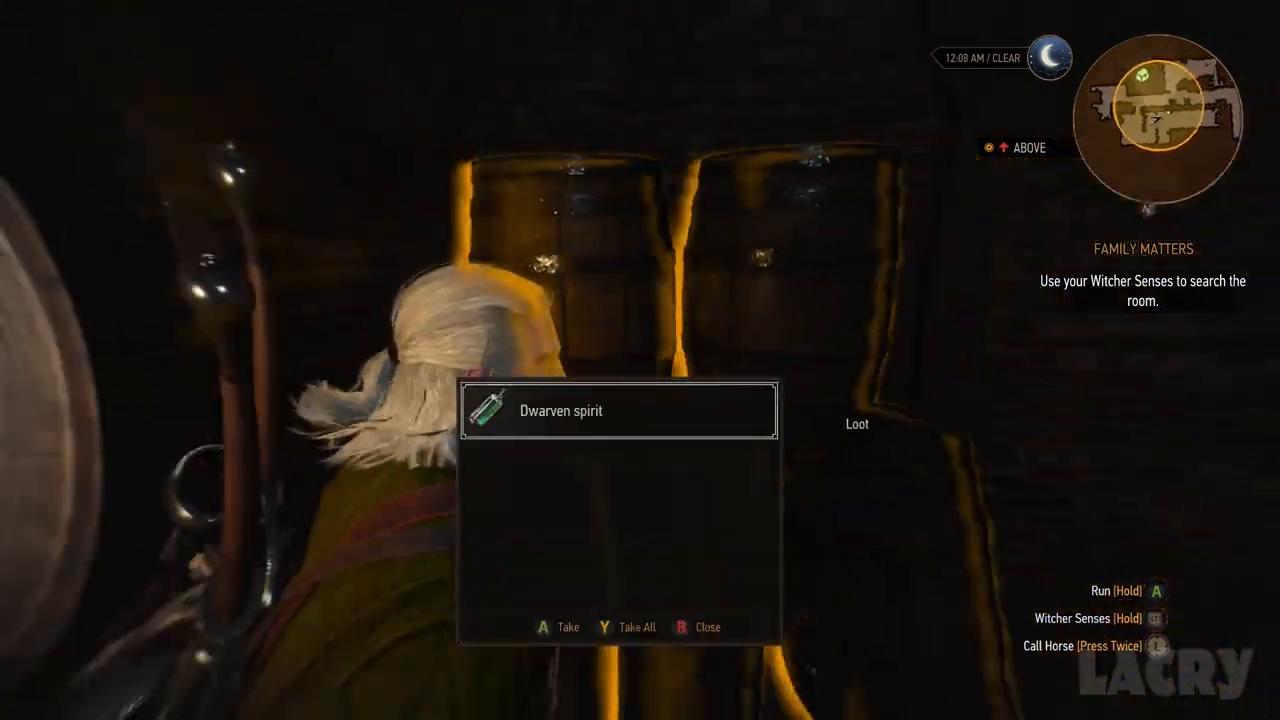 12:08 AM / CLEAR
ABOVE
FAMILY MATTERS
Use your Witcher Senses to search the
room.
Dwarven spirit
Loot
A Take Y Take All B Close
Run [Hold] A
Witcher Senses [Hold] LT
Call Horse [Press Twice] L
LACRY